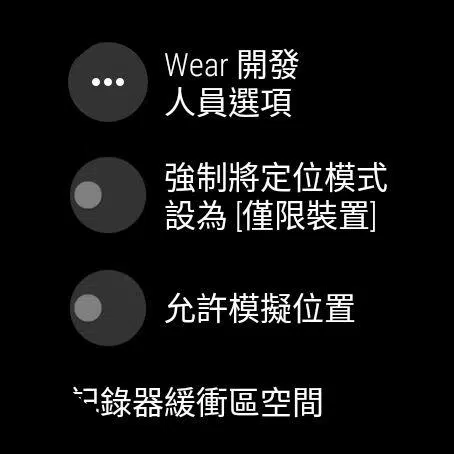 Wear 開發
人員選項
強制將定位模式
設為 [僅限裝置]
允許模擬位置
記錄器緩衝區空間